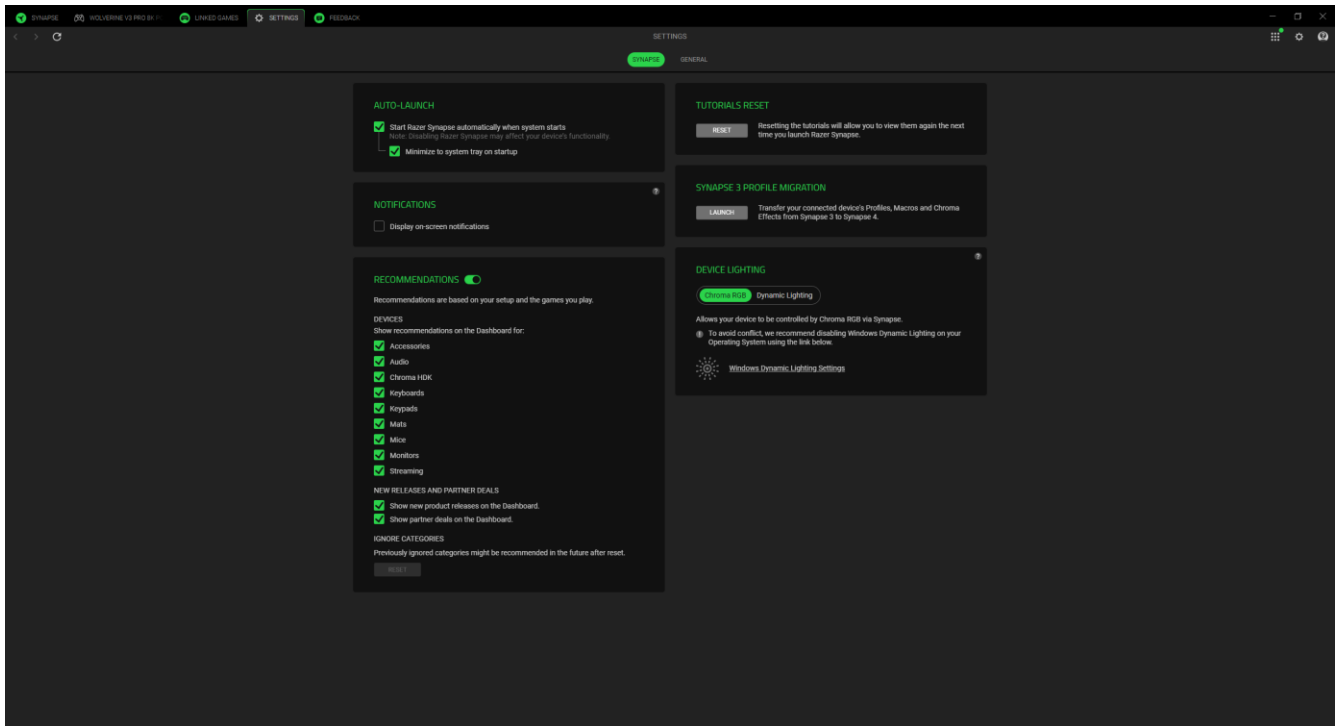 SYNAPSE
WOLVERINE V3 PRO 8K
LINKED GAMES
SETTINGS
FEEDBACK
SETTINGS
SYNAPSE
GENERAL
AUTO-LAUNCH
Start Razer Synapse automatically when system starts
Note: Disabling Razer Synapse may affect your device's functionality.
Minimize to system tray on startup
NOTIFICATIONS
Display on-screen notifications
RECOMMENDATIONS
Recommendations are based on your setup and the games you play.
DEVICES
Show recommendations on the Dashboard for:
Accessories
Audio
Chroma HDK
Keyboards
Keypads
Mats
Mice
Monitors
Streaming
NEW RELEASES AND PARTNER DEALS
Show new product releases on the Dashboard.
Show partner deals on the Dashboard.
IGNORE CATEGORIES
Previously ignored categories might be recommended in the future after reset.
RESET
TUTORIALS RESET
RESET
Resetting the tutorials will allow you to view them again the next
time you launch Razer Synapse.
SYNAPSE 3 PROFILE MIGRATION
LAUNCH
Transfer your connected device's Profiles, Macros and Chroma
Effects from Synapse 3 to Synapse 4.
DEVICE LIGHTING
Chroma RGB
Dynamic Lighting
Allows your device to be controlled by Chroma RGB via Synapse.
To avoid conflict, we recommend disabling Windows Dynamic Lighting on your
Operating System using the link below.
Windows Dynamic Lighting Settings